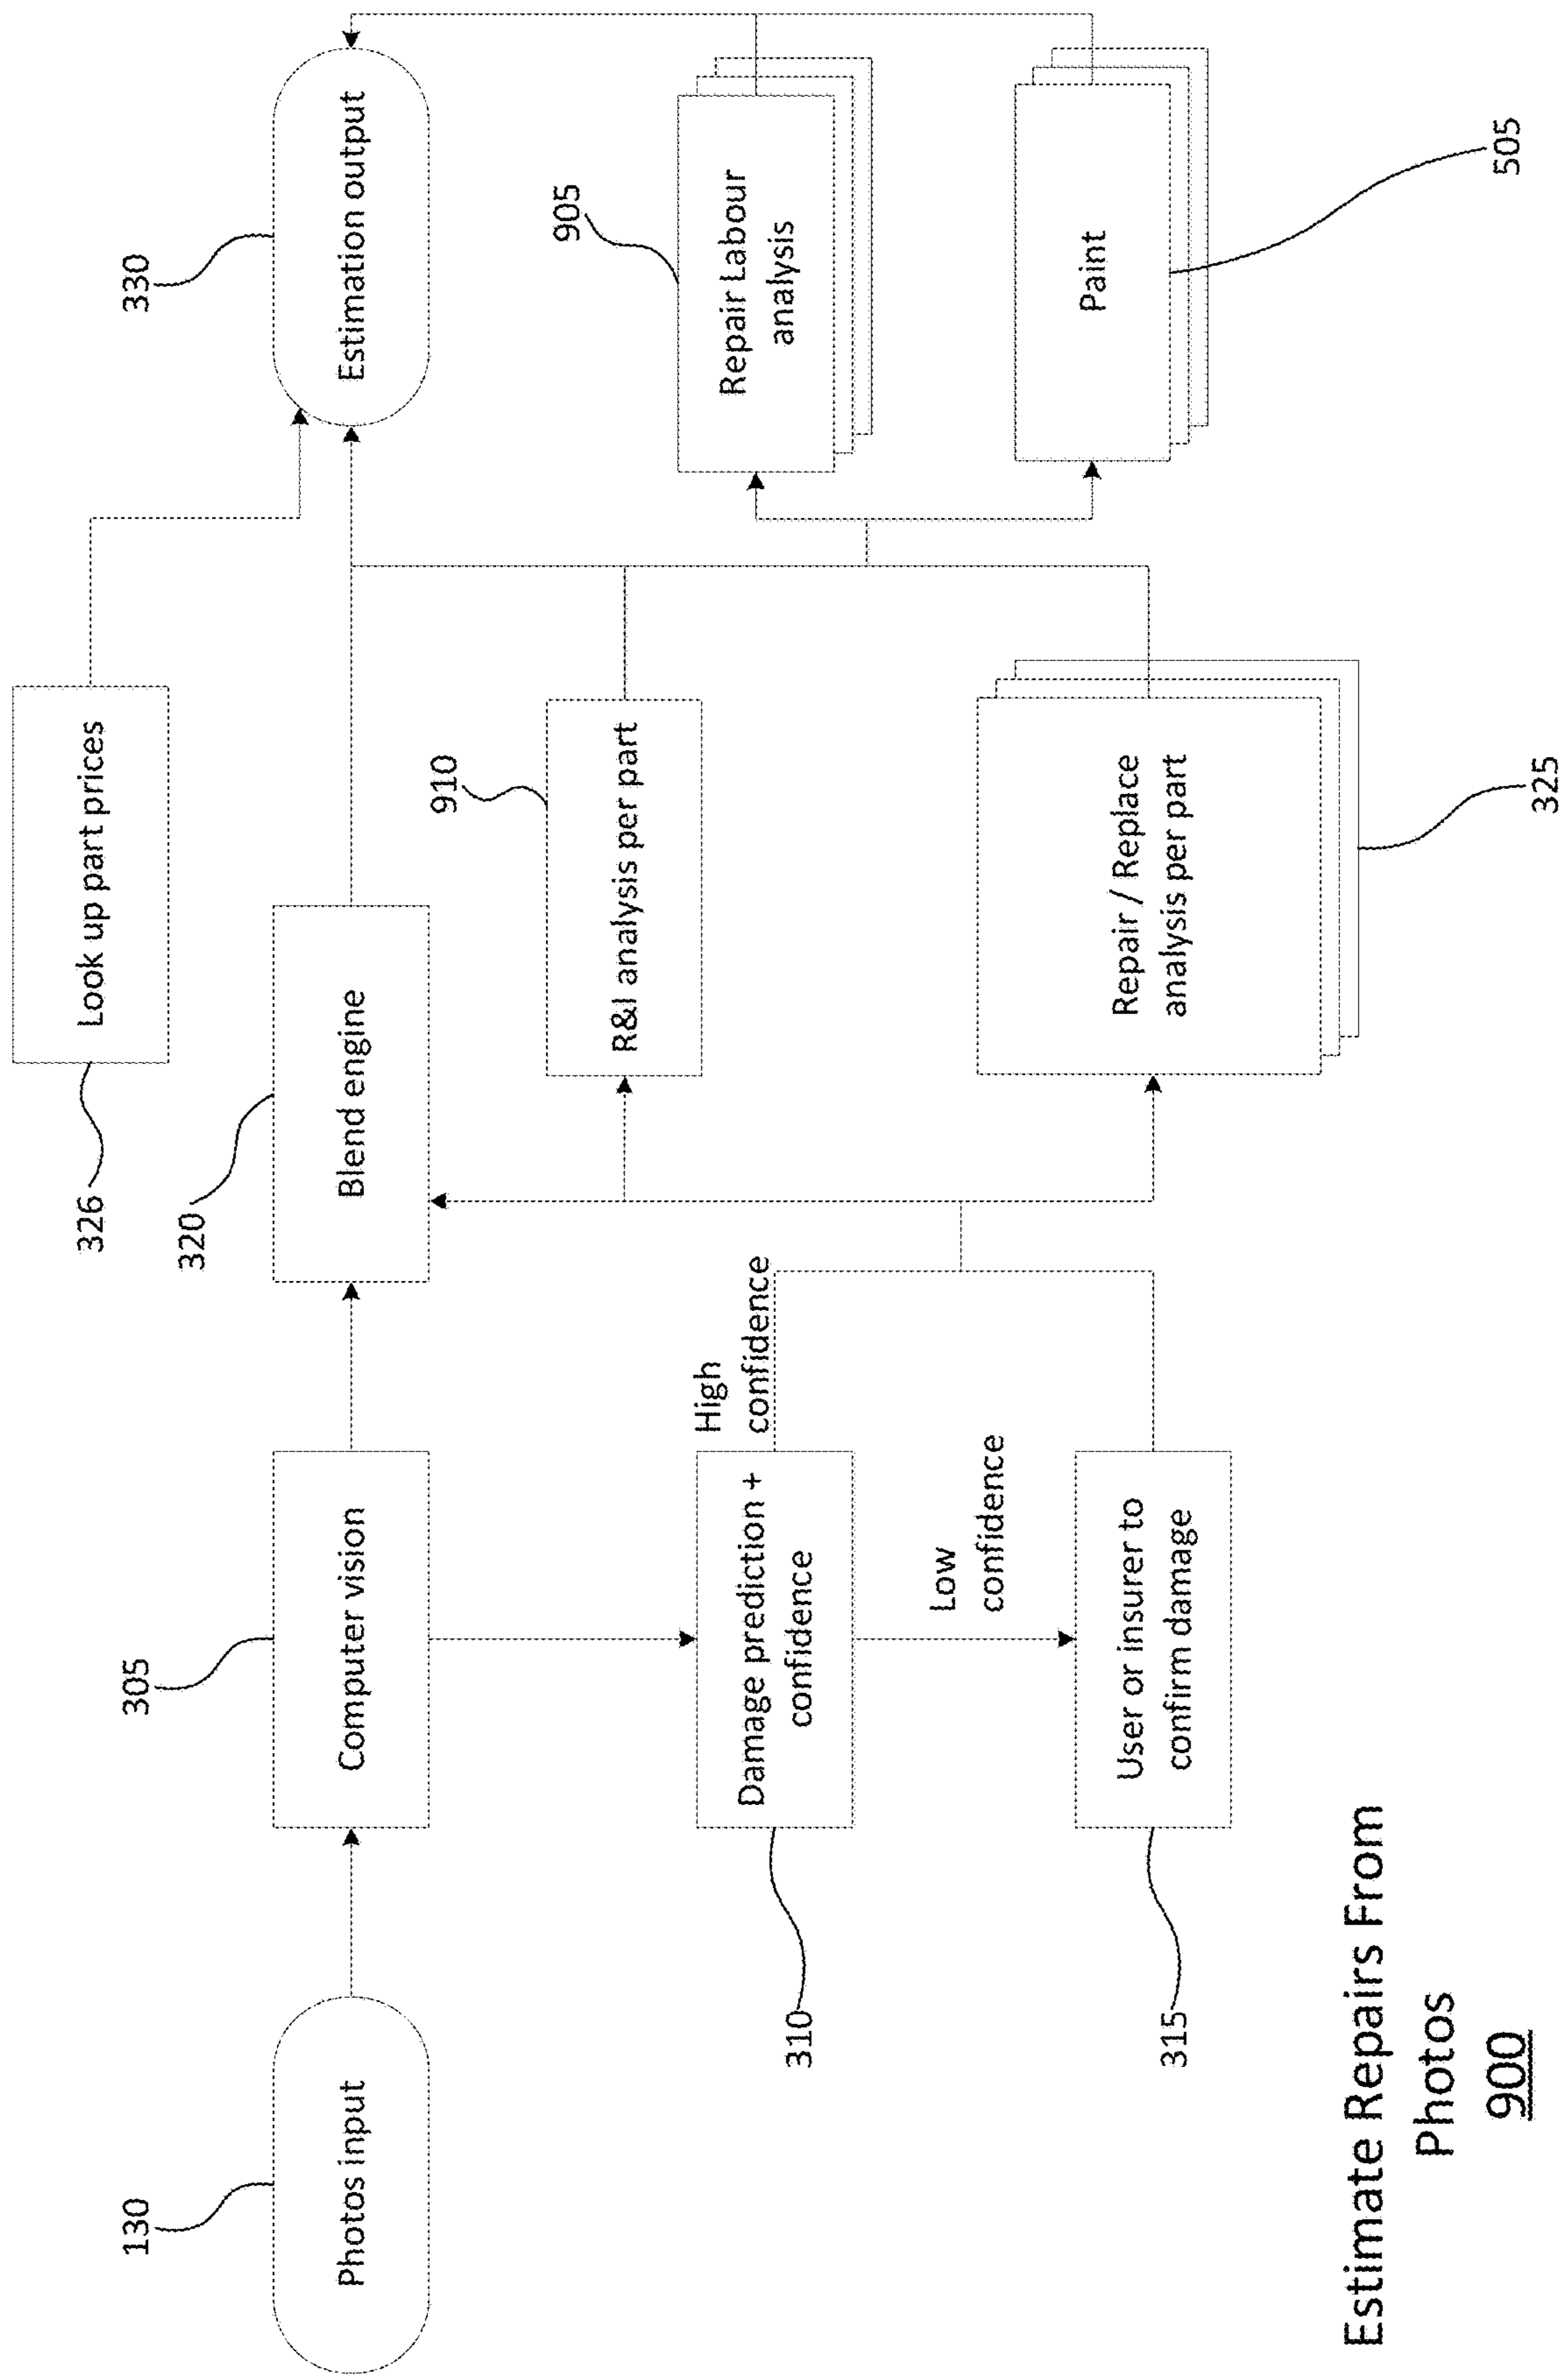 326
Look up part prices
130
Photos input
305
Computer vision
320
Blend engine
330
Estimation output
910
R&I analysis per part
310
Damage prediction +
confidence
High
confidence
Low
confidence
905
Repair Labour
analysis
315
User or insurer to
confirm damage
Repair / Replace
analysis per part
325
Paint
505
Estimate Repairs From
Photos
900